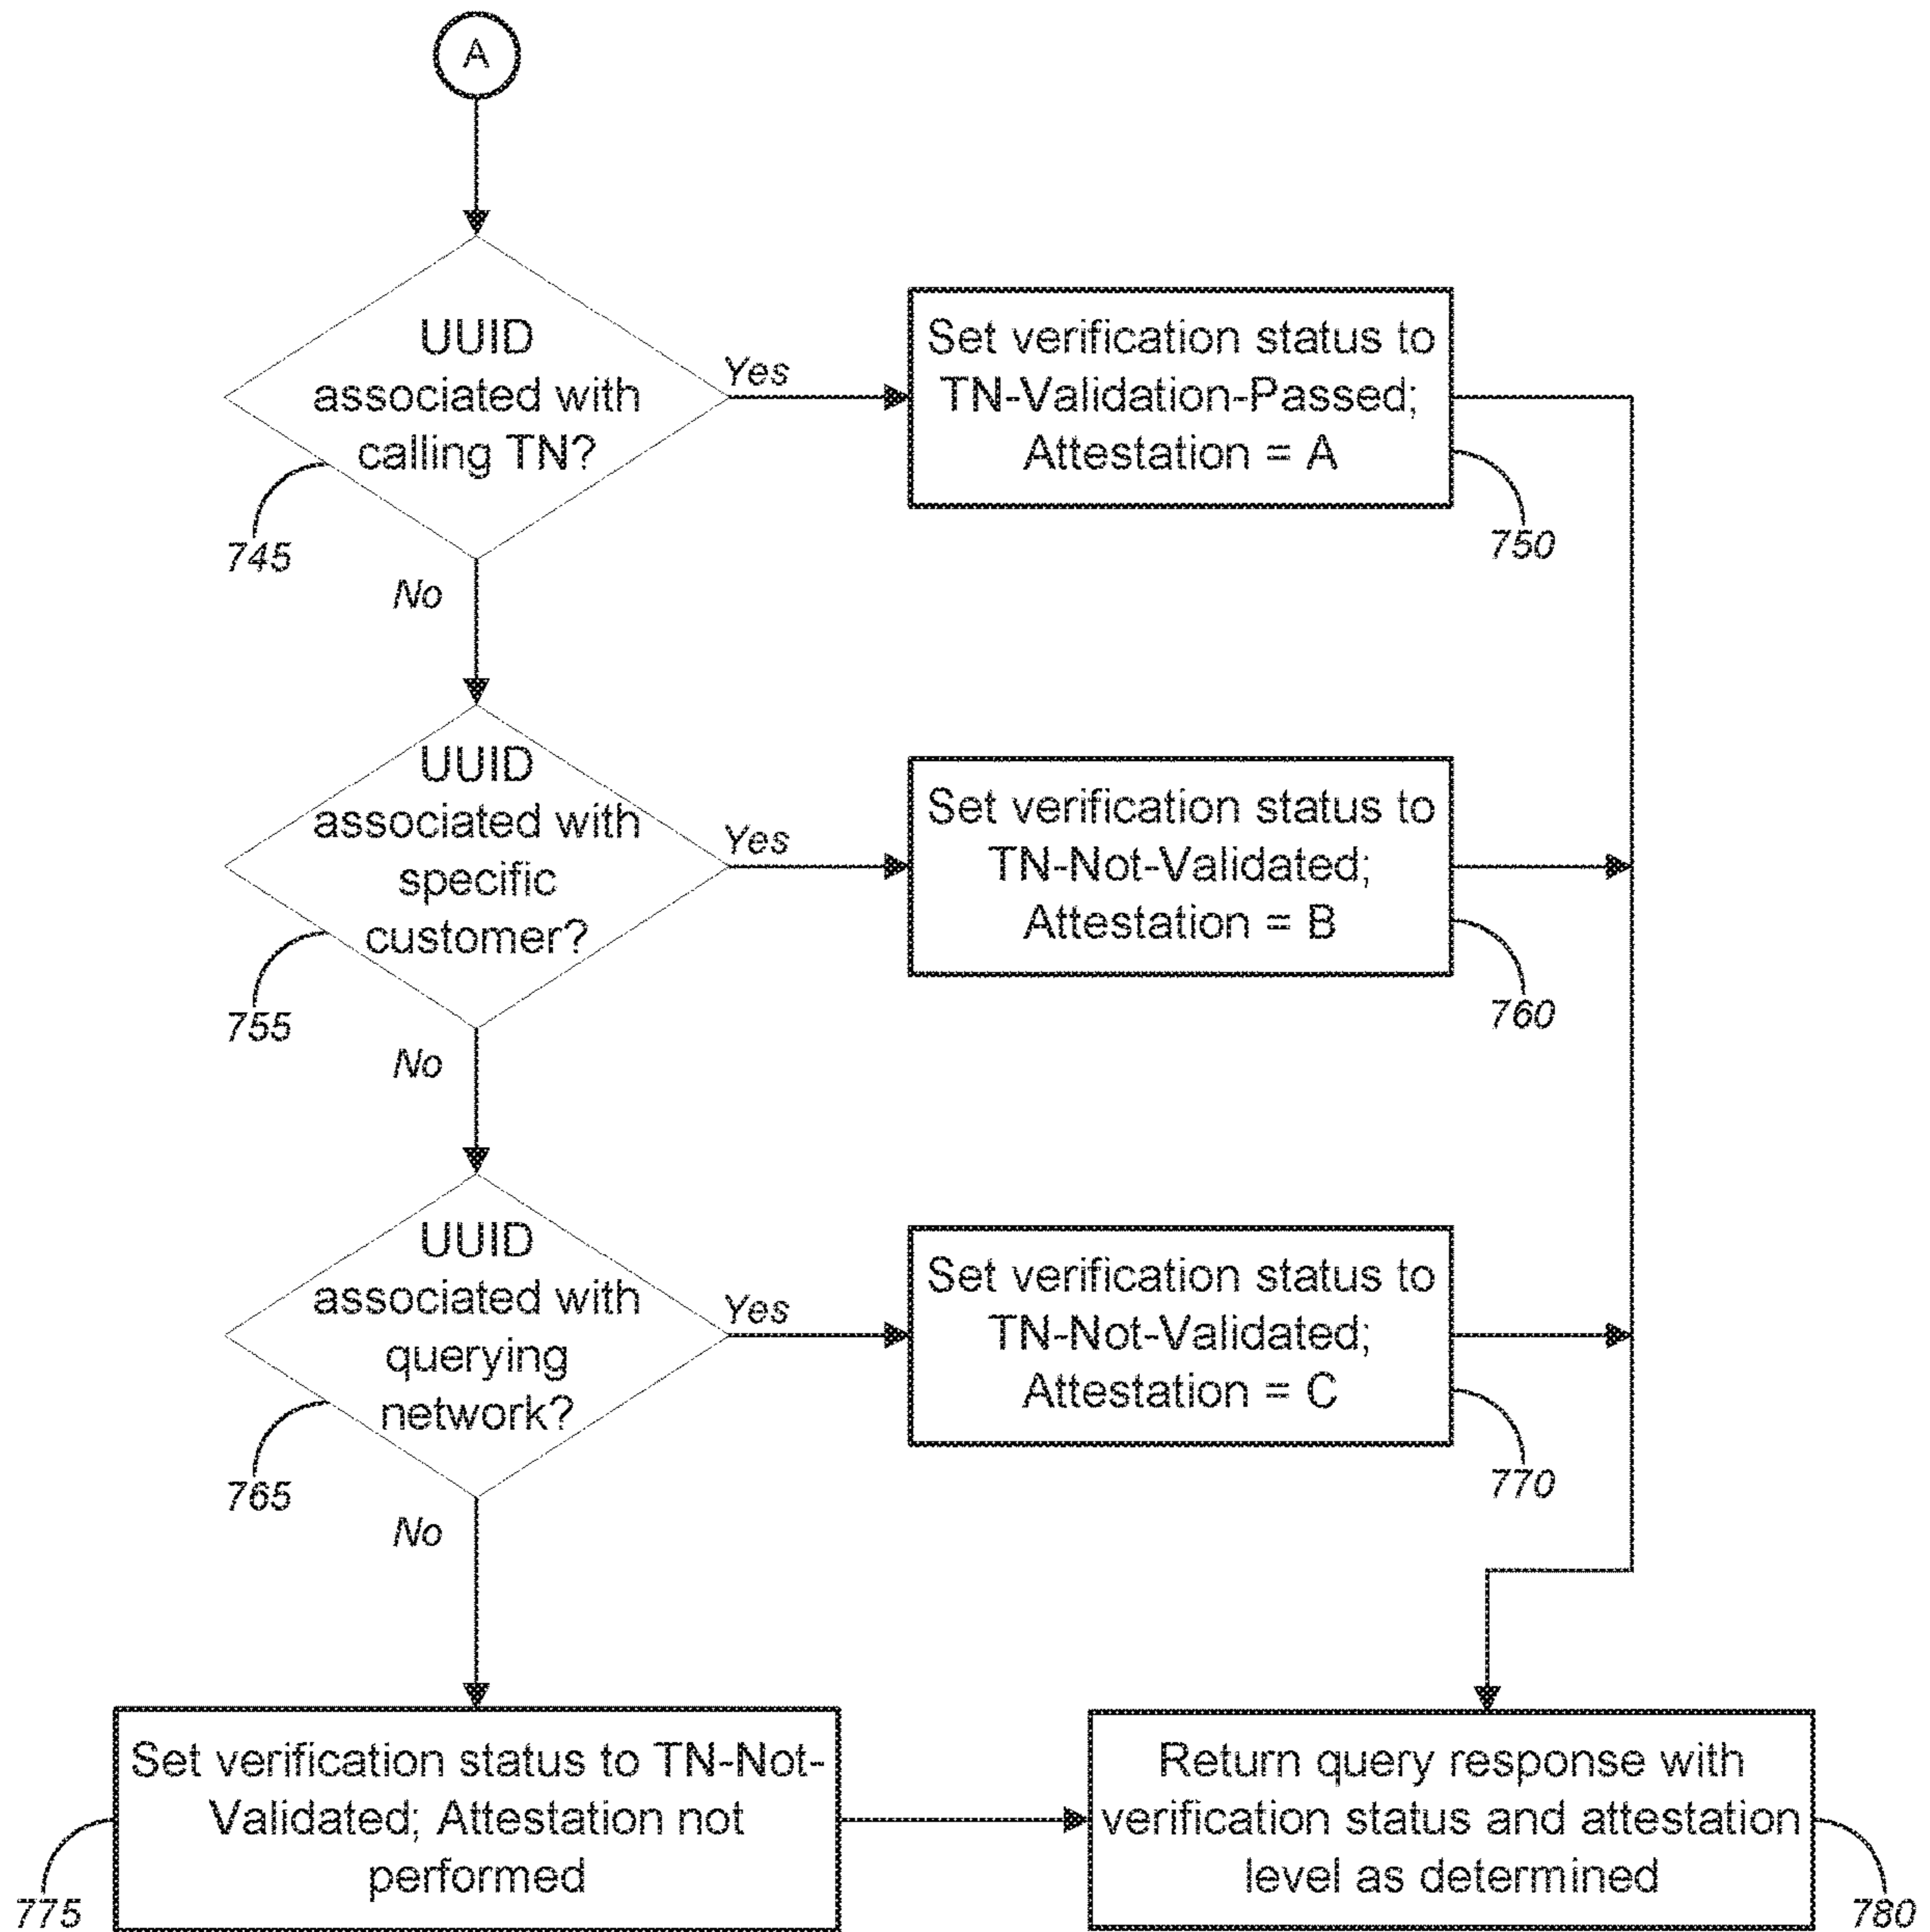 A
UUID
associated with
calling TN?
745
Yes
No
Set verification status to
TN-Validation-Passed;
Attestation = A
750
UUID
associated with
specific
customer?
755
Yes
No
Set verification status to
TN-Not-Validated;
Attestation = B
760
UUID
associated with
querying
network?
765
Yes
No
Set verification status to
TN-Not-Validated;
Attestation = C
770
Set verification status to TN-Not-
Validated; Attestation not
performed
775
Return query response with
verification status and attestation
level as determined
780